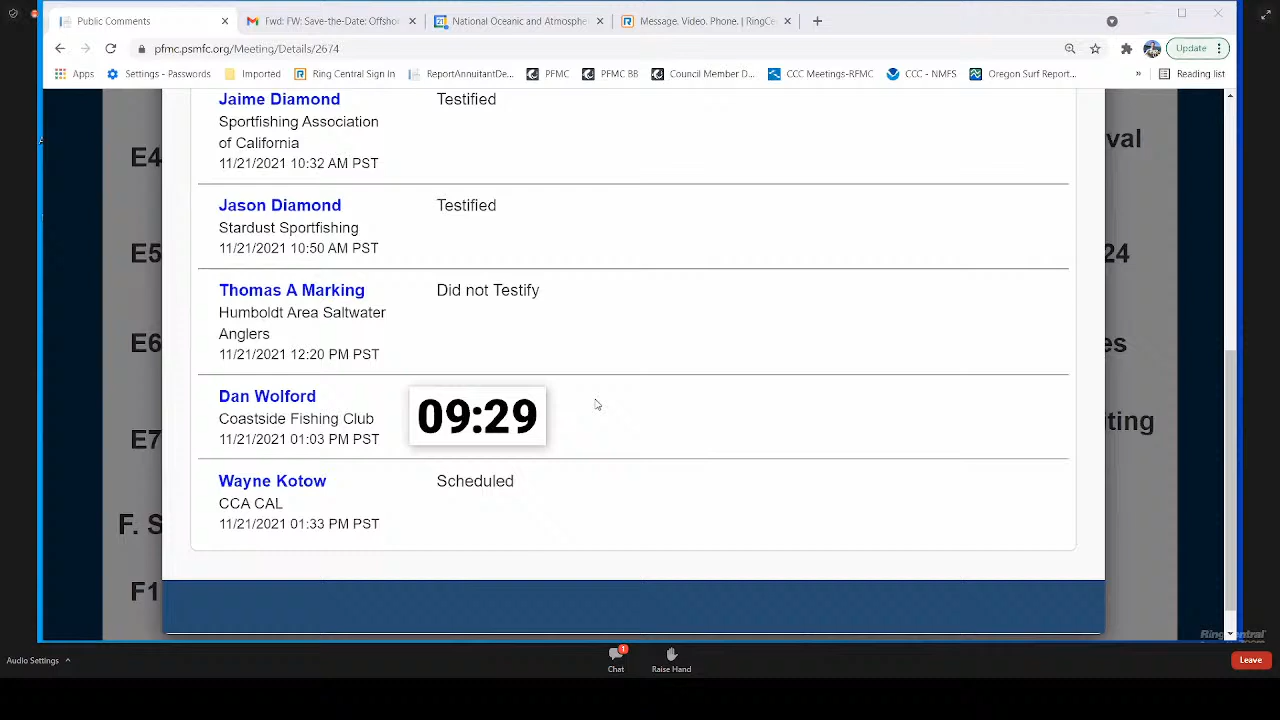 Public Comments
Fwd: FW: Save-the-Date: Offshor
National Oceanic and Atmosphe
Message. Video. Phone. | RingCe
pfmc.psmfc.org/Meeting/Details/2674
Update
Apps
Settings - Passwords
Imported
Ring Central Sign In
ReportAnnuitante...
PFMC
PFMC BB
Council Member D...
CCC Meetings-RFMC
CCC - NMFS
Oregon Surf Report...
»
Reading list
Jaime Diamond
Testified
Sportfishing Association
of California
11/21/2021 10:32 AM PST
Jason Diamond
Testified
Stardust Sportfishing
11/21/2021 10:50 AM PST
Thomas A Marking
Did not Testify
Humboldt Area Saltwater
Anglers
11/21/2021 12:20 PM PST
Dan Wolford
Coastside Fishing Club
09:29
11/21/2021 01:03 PM PST
Wayne Kotow
Scheduled
CCA CAL
11/21/2021 01:33 PM PST
E4
val
E5
24
E6
es
E7
iting
F. S
F1
RingCentral
Audio Settings
Chat
1
Raise Hand
Leave